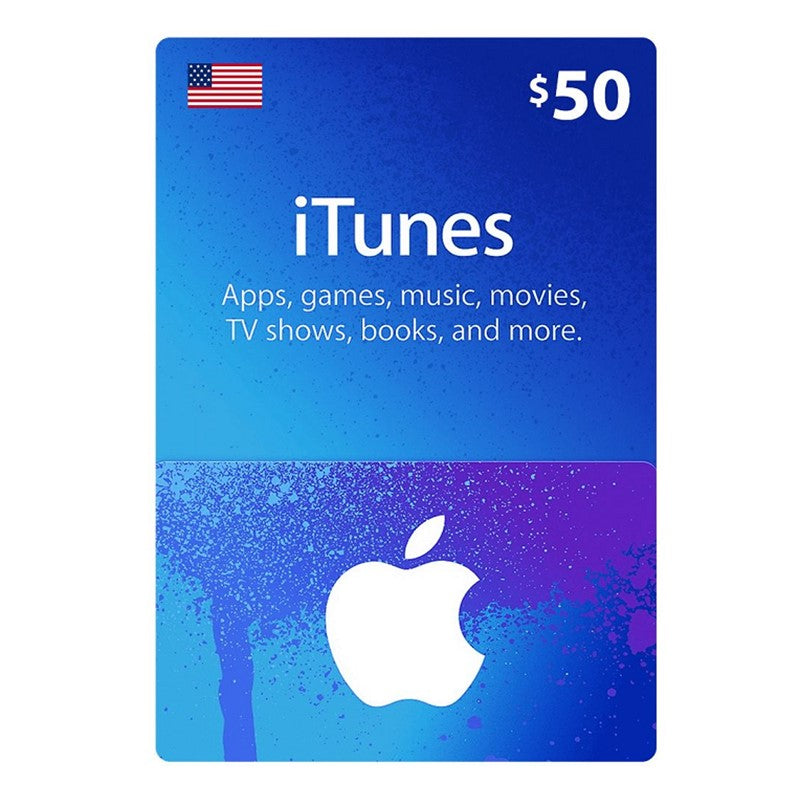 $50
iTunes
Apps, games, music, movies,
TV shows, books, and more.